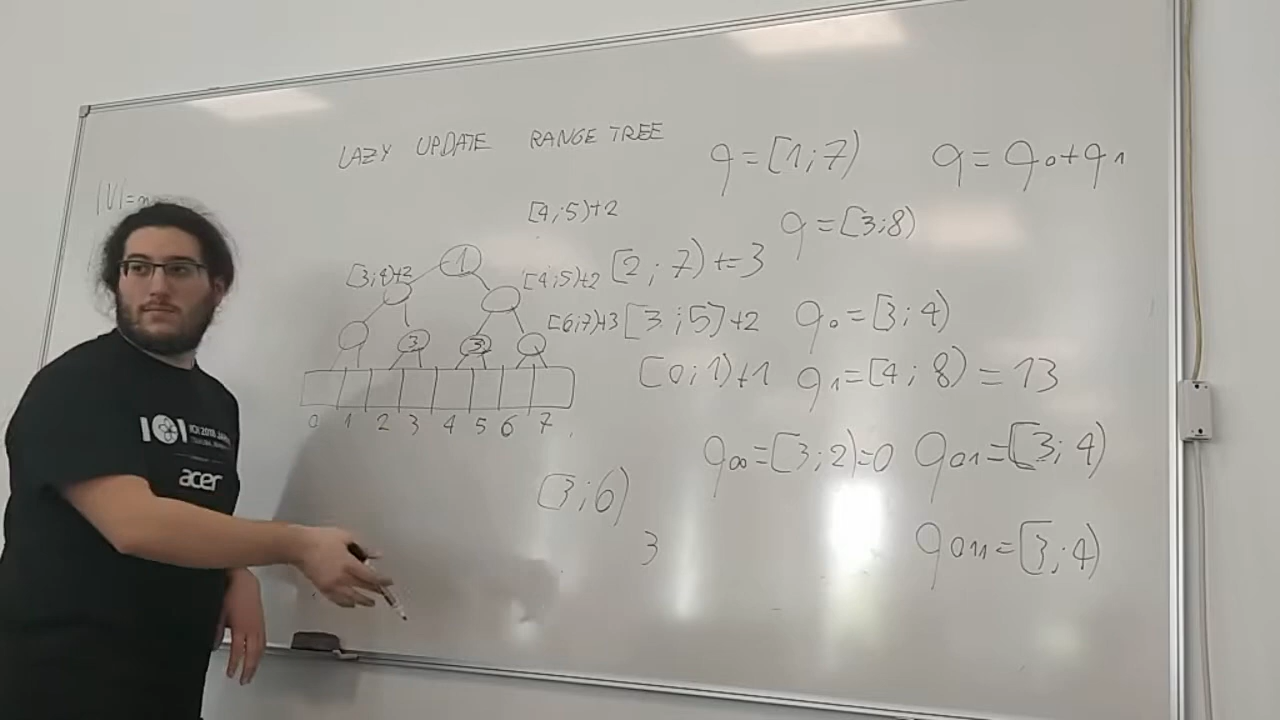 LAZY UPDATE RANGE TREE
q = [1;7)
q = q0+q1
|V|=
[4;5)+2
q = [3;8)
1
[3;4)+2
[4;5)+2
[2;7)+=3
[6;7)+3
[3;5]+2
q0=[3;4)
3
3
[0;1)+1
q1=[4;8)=13
0 1 2 3 4 5 6 7
q00=[3;2)=0
q01=[3;4)
[3;6)
3
q011=[3;4)
IOI 2018 JAPAN
acer